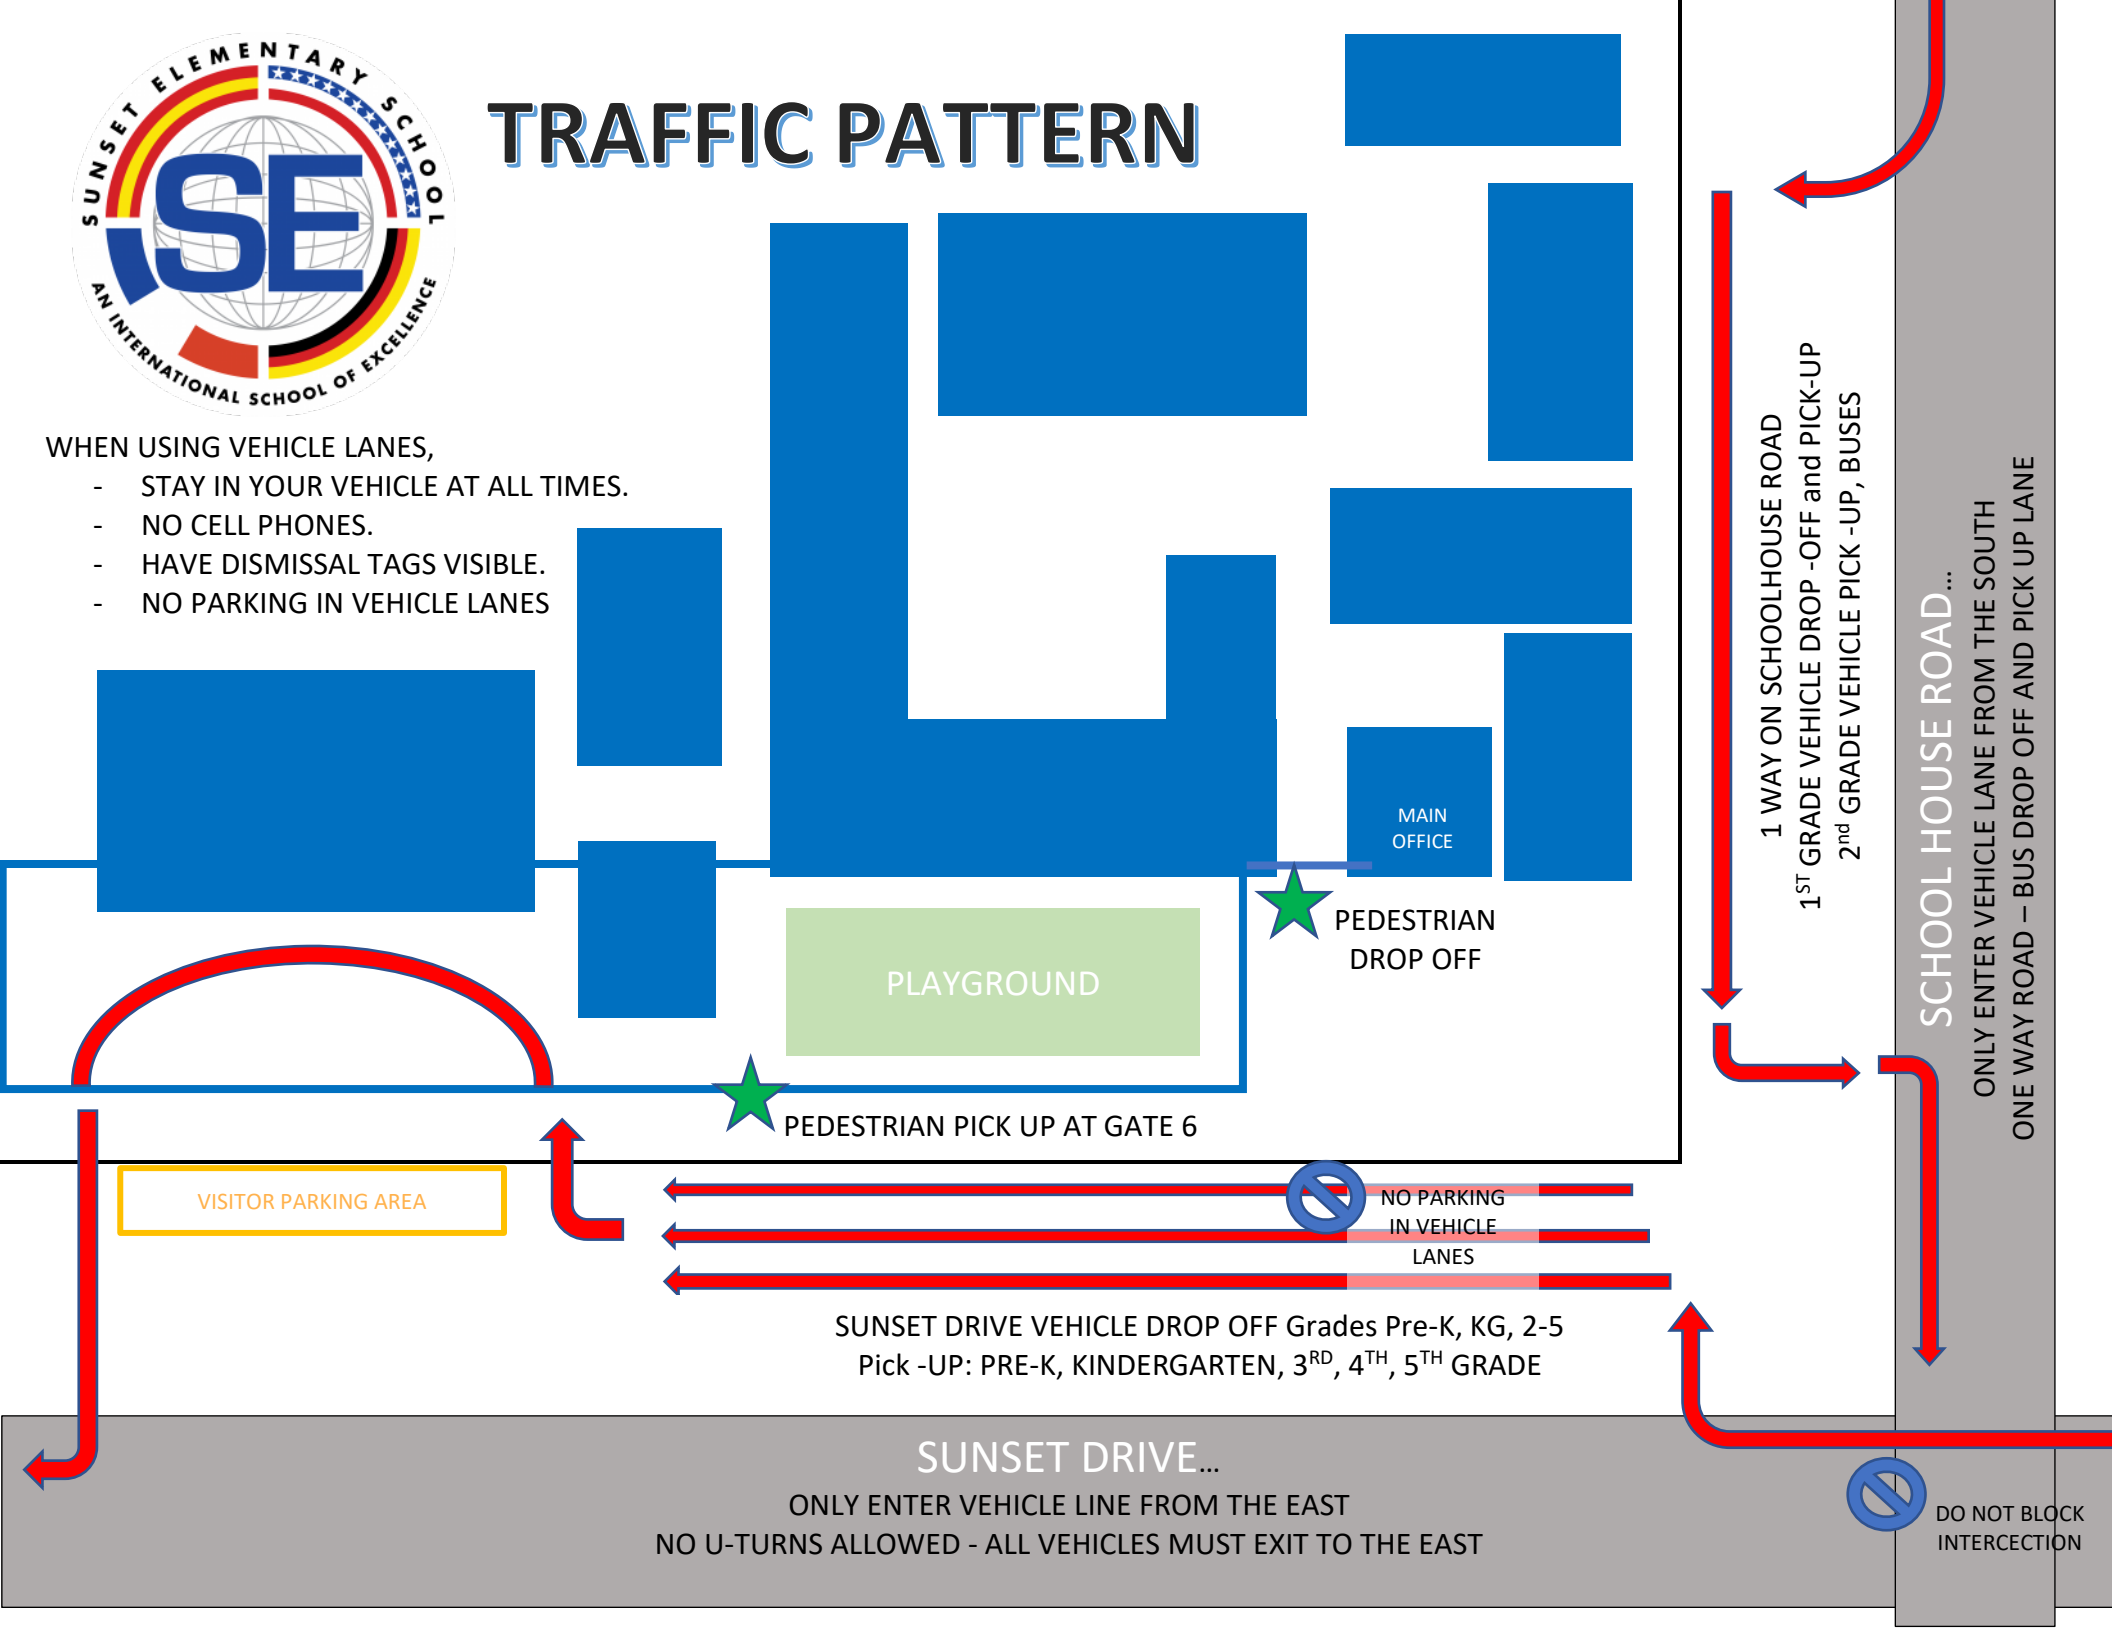 SUNSET ELEMENTARY SCHOOL
SE
AN INTERNATIONAL SCHOOL OF EXCELLENCE
TRAFFIC PATTERN
WHEN USING VEHICLE LANES,
- STAY IN YOUR VEHICLE AT ALL TIMES.
- NO CELL PHONES.
- HAVE DISMISSAL TAGS VISIBLE.
- NO PARKING IN VEHICLE LANES
MAIN
OFFICE
PEDESTRIAN
DROP OFF
PLAYGROUND
PEDESTRIAN PICK UP AT GATE 6
VISITOR PARKING AREA
NO PARKING
IN VEHICLE
LANES
SUNSET DRIVE VEHICLE DROP OFF Grades Pre-K, KG, 2-5
Pick -UP: PRE-K, KINDERGARTEN, 3RD, 4TH, 5TH GRADE
1 WAY ON SCHOOLHOUSE ROAD
1ST GRADE VEHICLE DROP -OFF and PICK-UP
2nd GRADE VEHICLE PICK -UP, BUSES
SCHOOL HOUSE ROAD...
ONLY ENTER VEHICLE LANE FROM THE SOUTH
ONE WAY ROAD – BUS DROP OFF AND PICK UP LANE
SUNSET DRIVE...
ONLY ENTER VEHICLE LINE FROM THE EAST
NO U-TURNS ALLOWED - ALL VEHICLES MUST EXIT TO THE EAST
DO NOT BLOCK
INTERCECTION